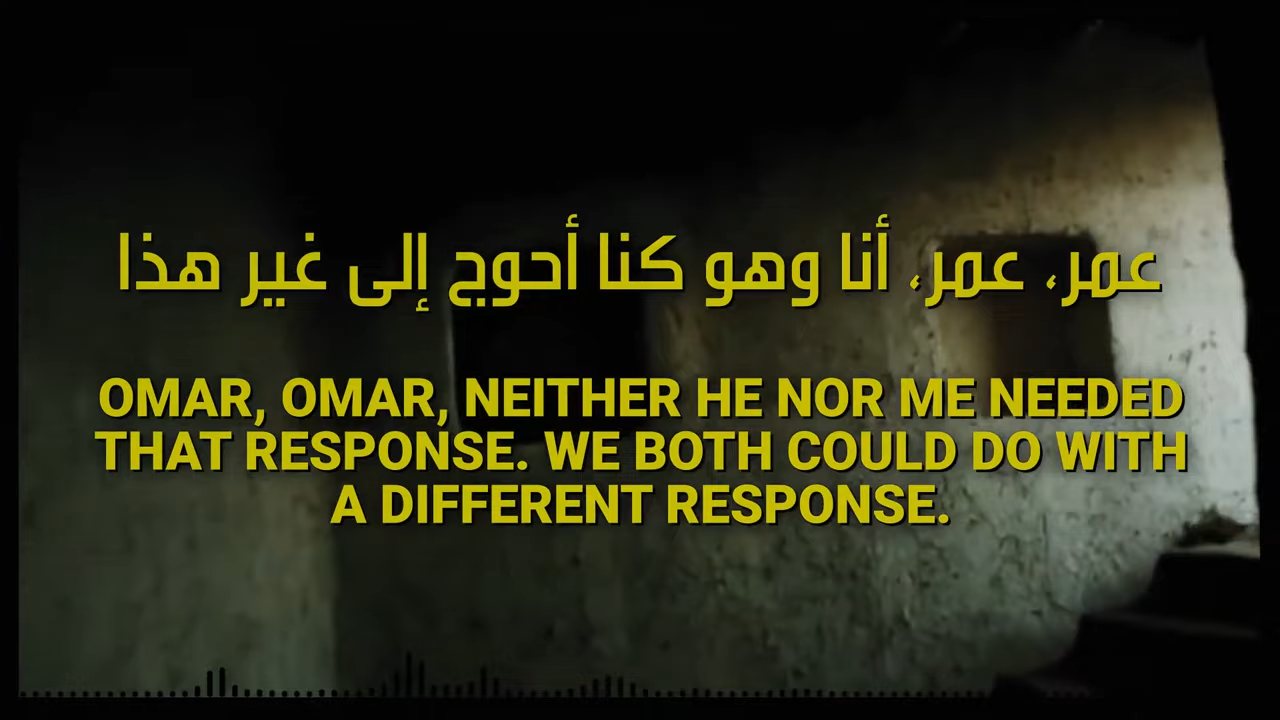 عمر، عمر، أنا وهو كنا أحوج إلى غير هذا
OMAR, OMAR, NEITHER HE NOR ME NEEDED
THAT RESPONSE. WE BOTH COULD DO WITH
A DIFFERENT RESPONSE.